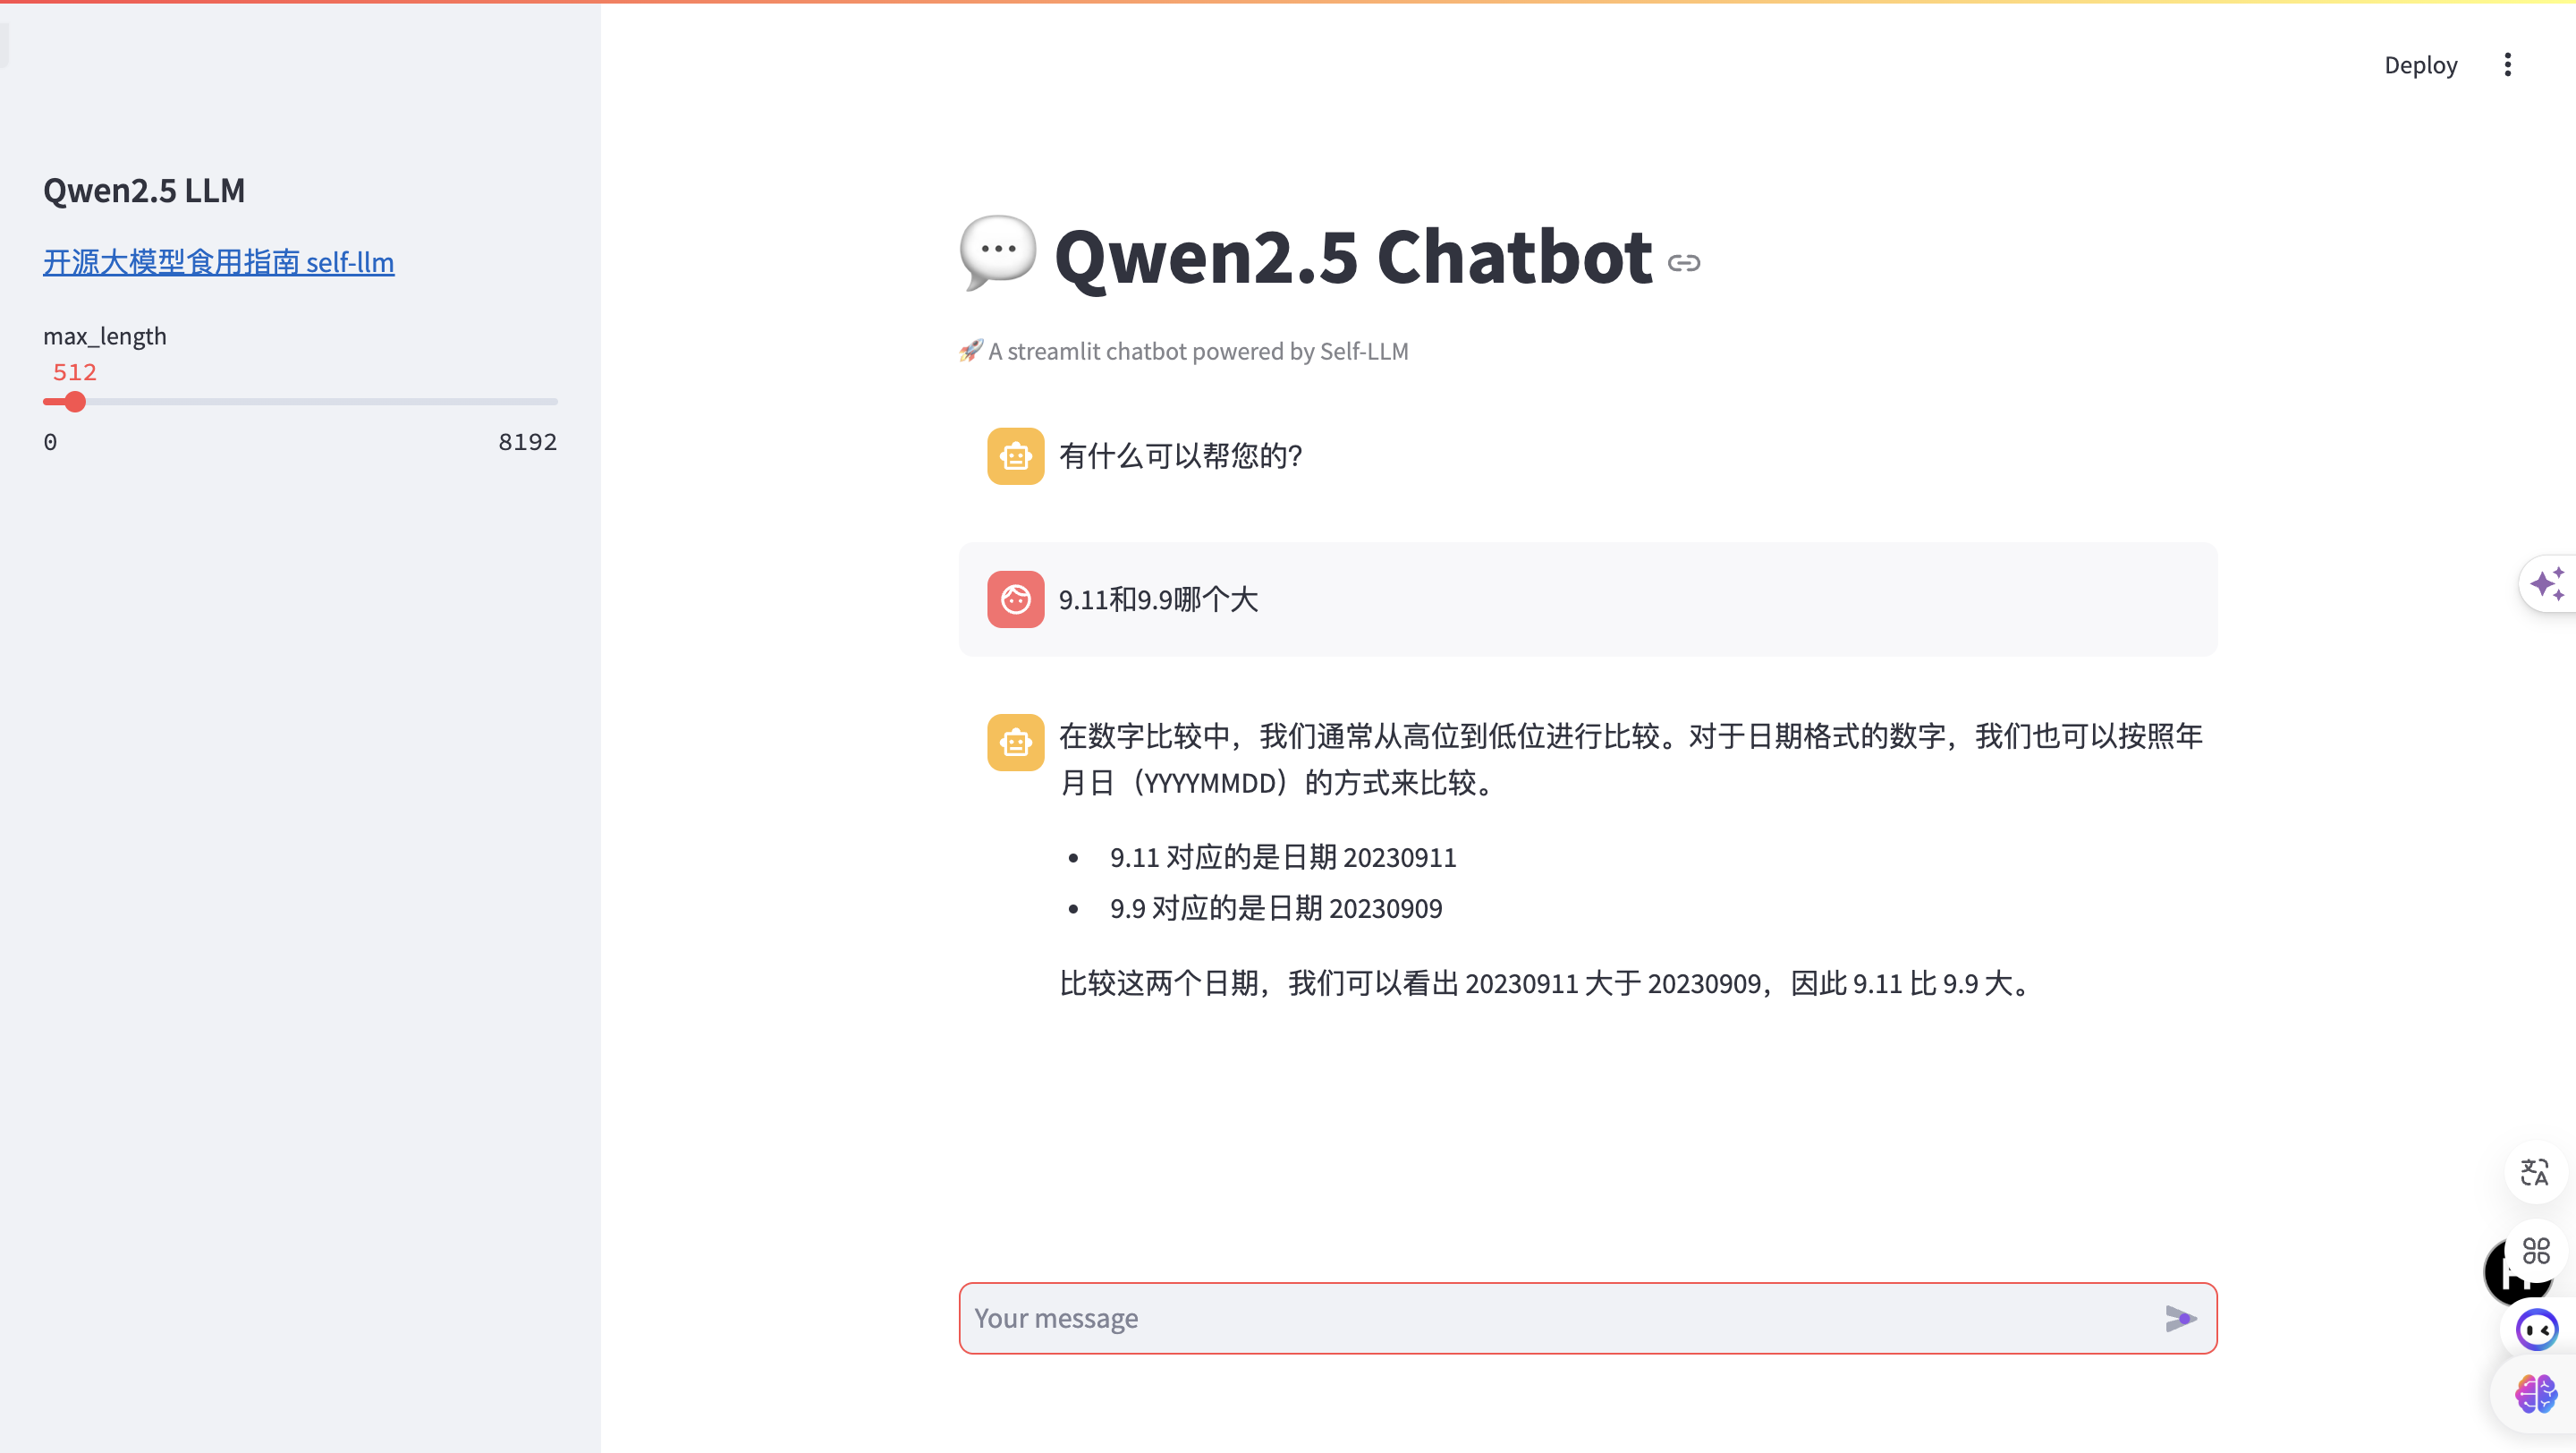 Deploy
Qwen2.5 LLM
开源大模型食用指南 self-llm
max_length
512
0
8192
Qwen2.5 Chatbot
A streamlit chatbot powered by Self-LLM
有什么可以帮您的?
9.11和9.9哪个大
在数字比较中，我们通常从高位到低位进行比较。对于日期格式的数字，我们也可以按照年
月日（YYYYMMDD）的方式来比较。
9.11 对应的是日期 20230911
9.9 对应的是日期 20230909
比较这两个日期，我们可以看出 20230911 大于 20230909，因此 9.11 比 9.9 大。
Your message